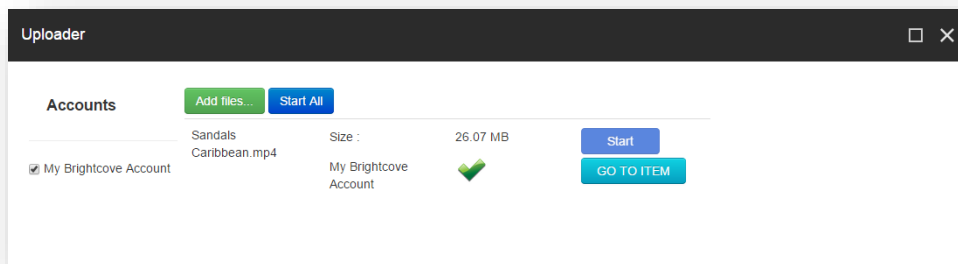 Uploader
Accounts
Add files...
Start All
Sandals
Caribbean.mp4
Size :
26.07 MB
Start
My Brightcove Account
My Brightcove
Account
GO TO ITEM